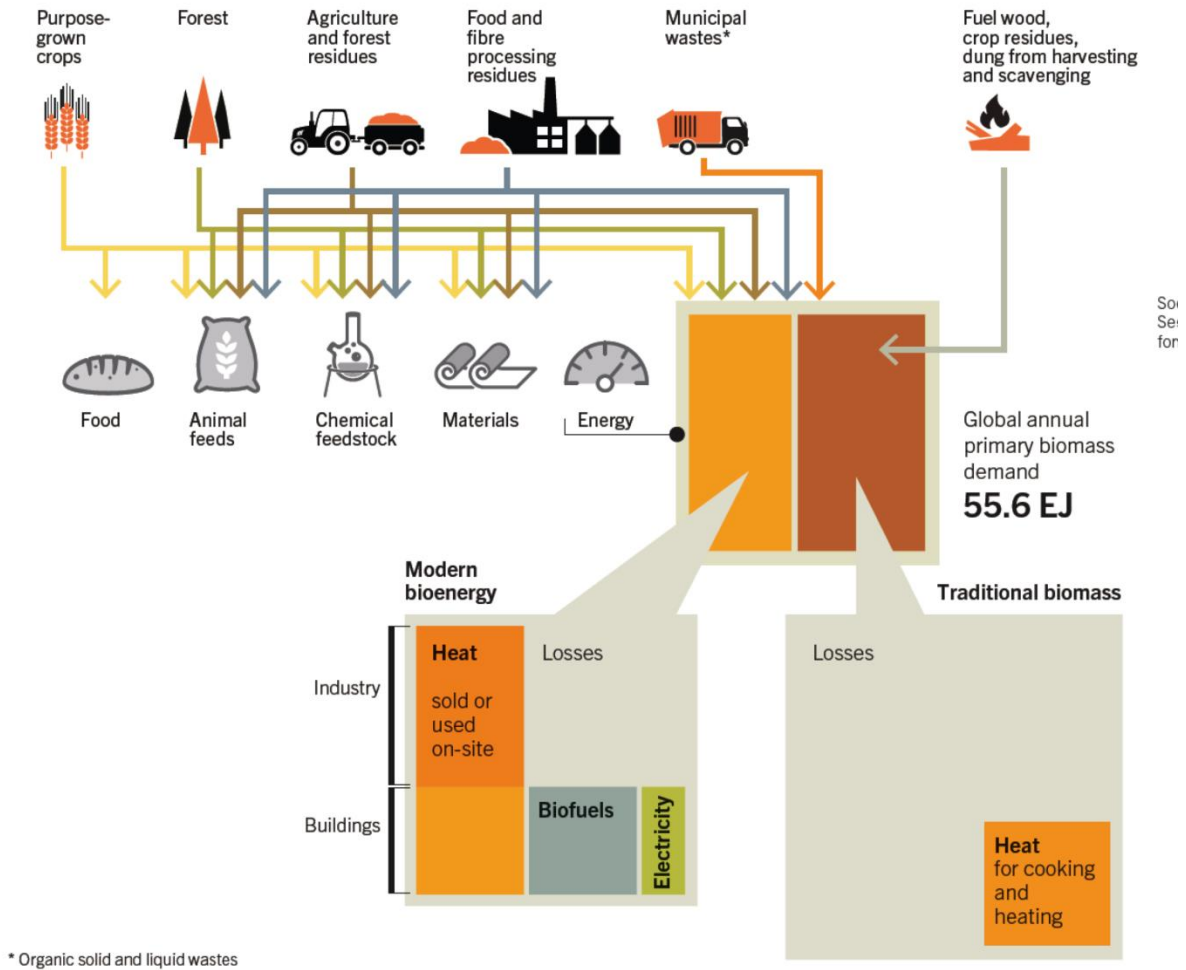 Purpose-
grown
crops
Forest
Agriculture
and forest
residues
Food and
fibre
processing
residues
Municipal
wastes*
Fuel wood,
crop residues,
dung from harvesting
and scavenging
Food
Animal
feeds
Chemical
feedstock
Materials
Energy
Global annual
primary biomass
demand
55.6 EJ
Modern
bioenergy
Traditional biomass
Industry
Buildings
Heat
sold or
used
on-site
Losses
Biofuels
Electricity
Losses
Heat
for cooking
and
heating
* Organic solid and liquid wastes